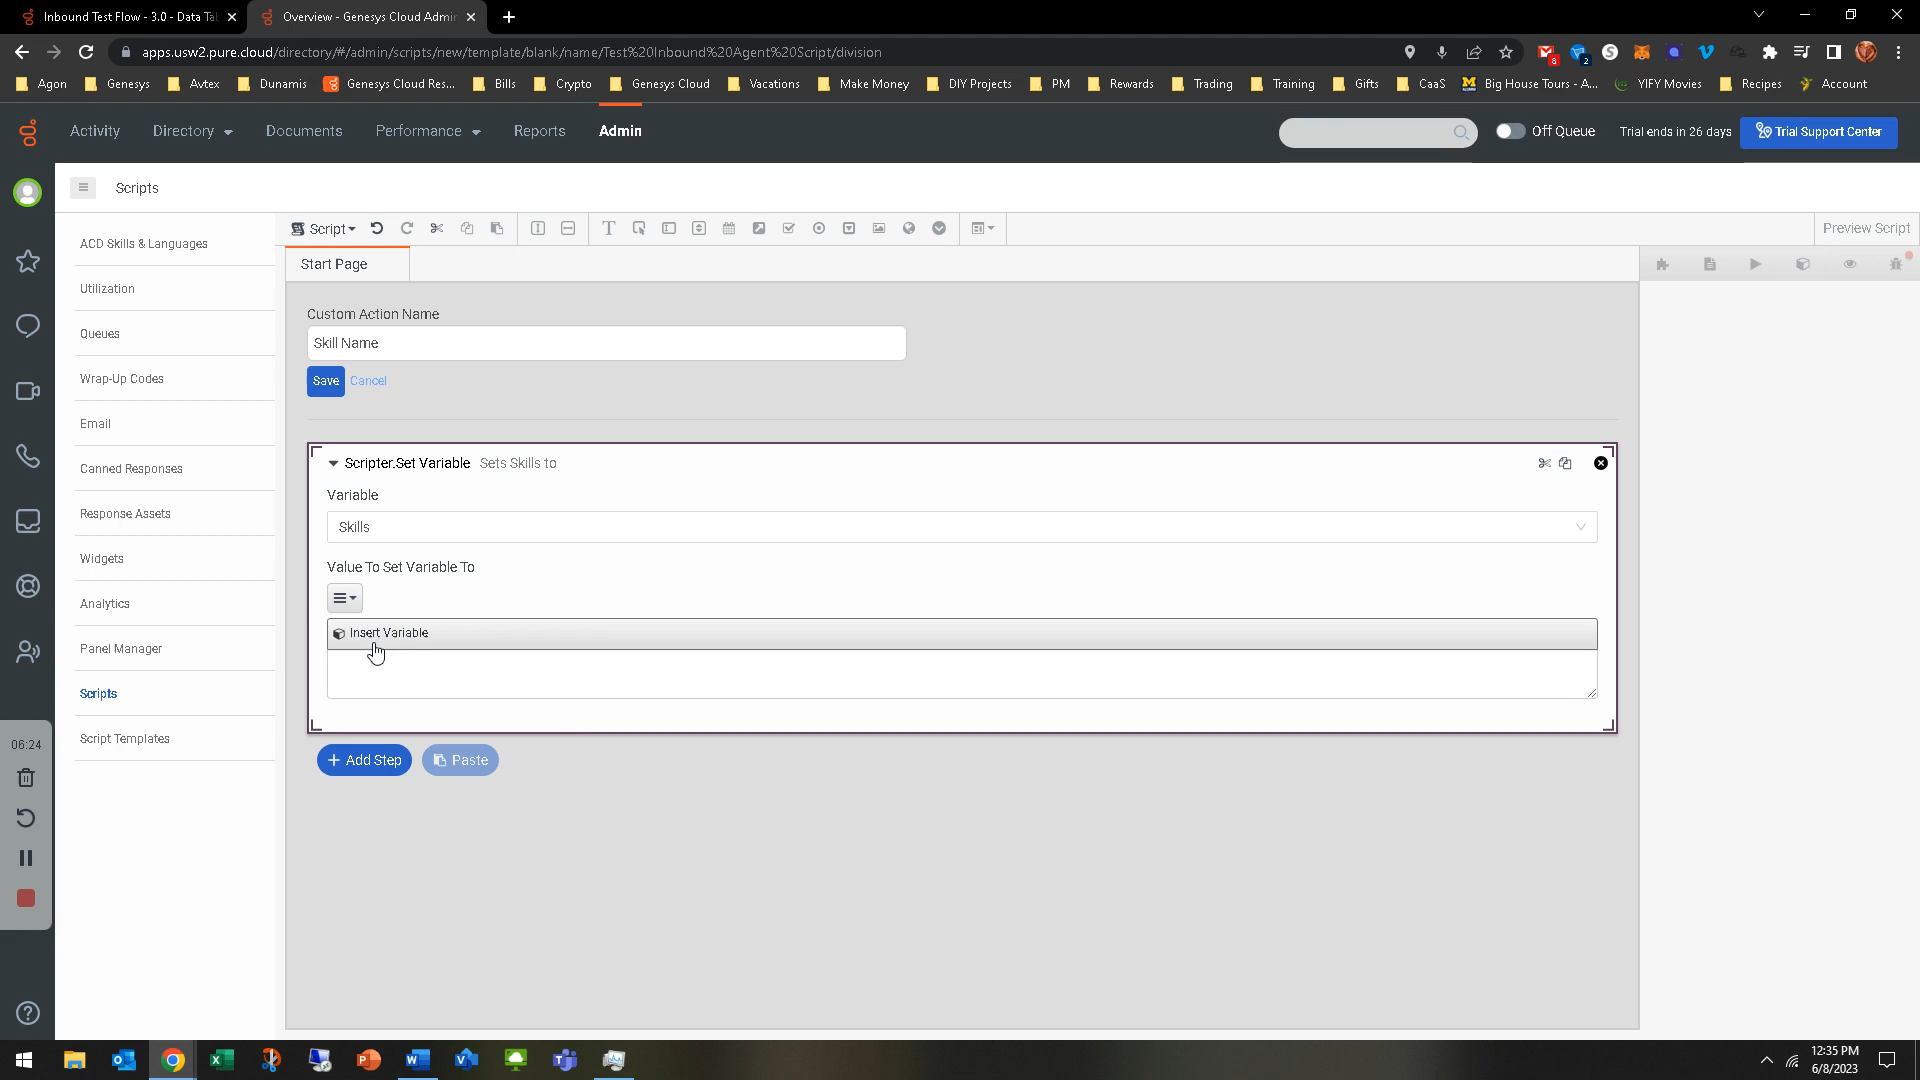 Inbound Test Flow - 3.0 - Data Ta
Overview - Genesys Cloud Admin
apps.usw2.pure.cloud/directory/#/admin/scripts/new/template/blank/name/Test%20Inbound%20Agent%20Script/division
8
2
Agon
Genesys
Avtex
Dunamis
Genesys Cloud Res...
Bills
Crypto
Genesys Cloud
Vacations
Make Money
DIY Projects
PM
Rewards
Trading
Training
Gifts
CaaS
Big House Tours - A...
YIFY Movies
Recipes
Account
Activity
Directory
Documents
Performance
Reports
Admin
Off Queue
Trial ends in 26 days
Trial Support Center
Scripts
ACD Skills & Languages
Utilization
Queues
Wrap-Up Codes
Email
Canned Responses
Response Assets
Widgets
Analytics
Panel Manager
Scripts
Script Templates
Script
Preview Script
Start Page
Custom Action Name
Skill Name
Save
Cancel
Scripter.Set Variable Sets Skills to
Variable
Skills
Value To Set Variable To
Insert Variable
+ Add Step
Paste
06:24
12:35 PM
6/8/2023